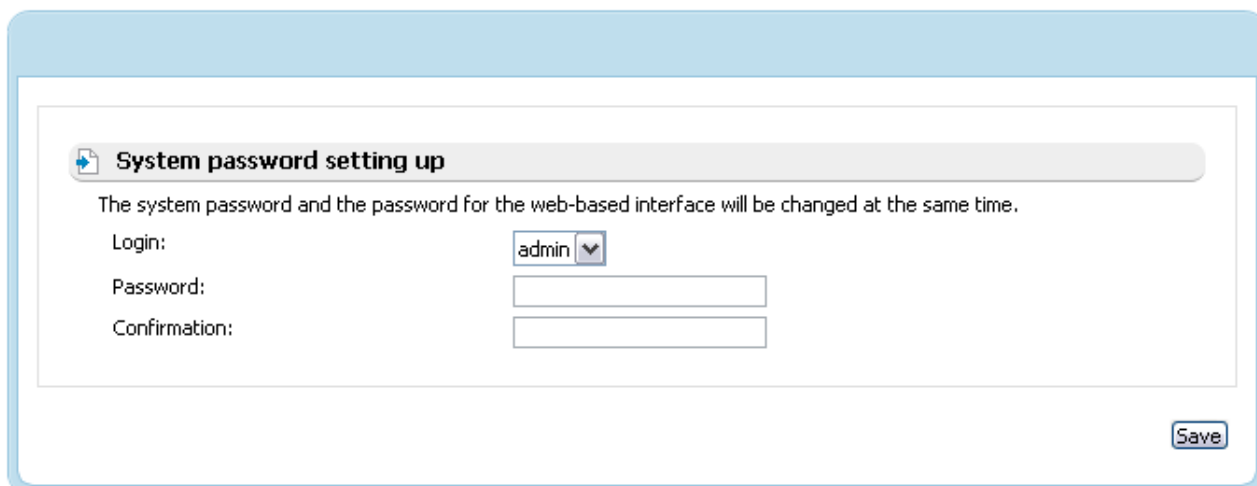 System password setting up
The system password and the password for the web-based interface will be changed at the same time.
Login:
admin
Password:
Confirmation:
Save